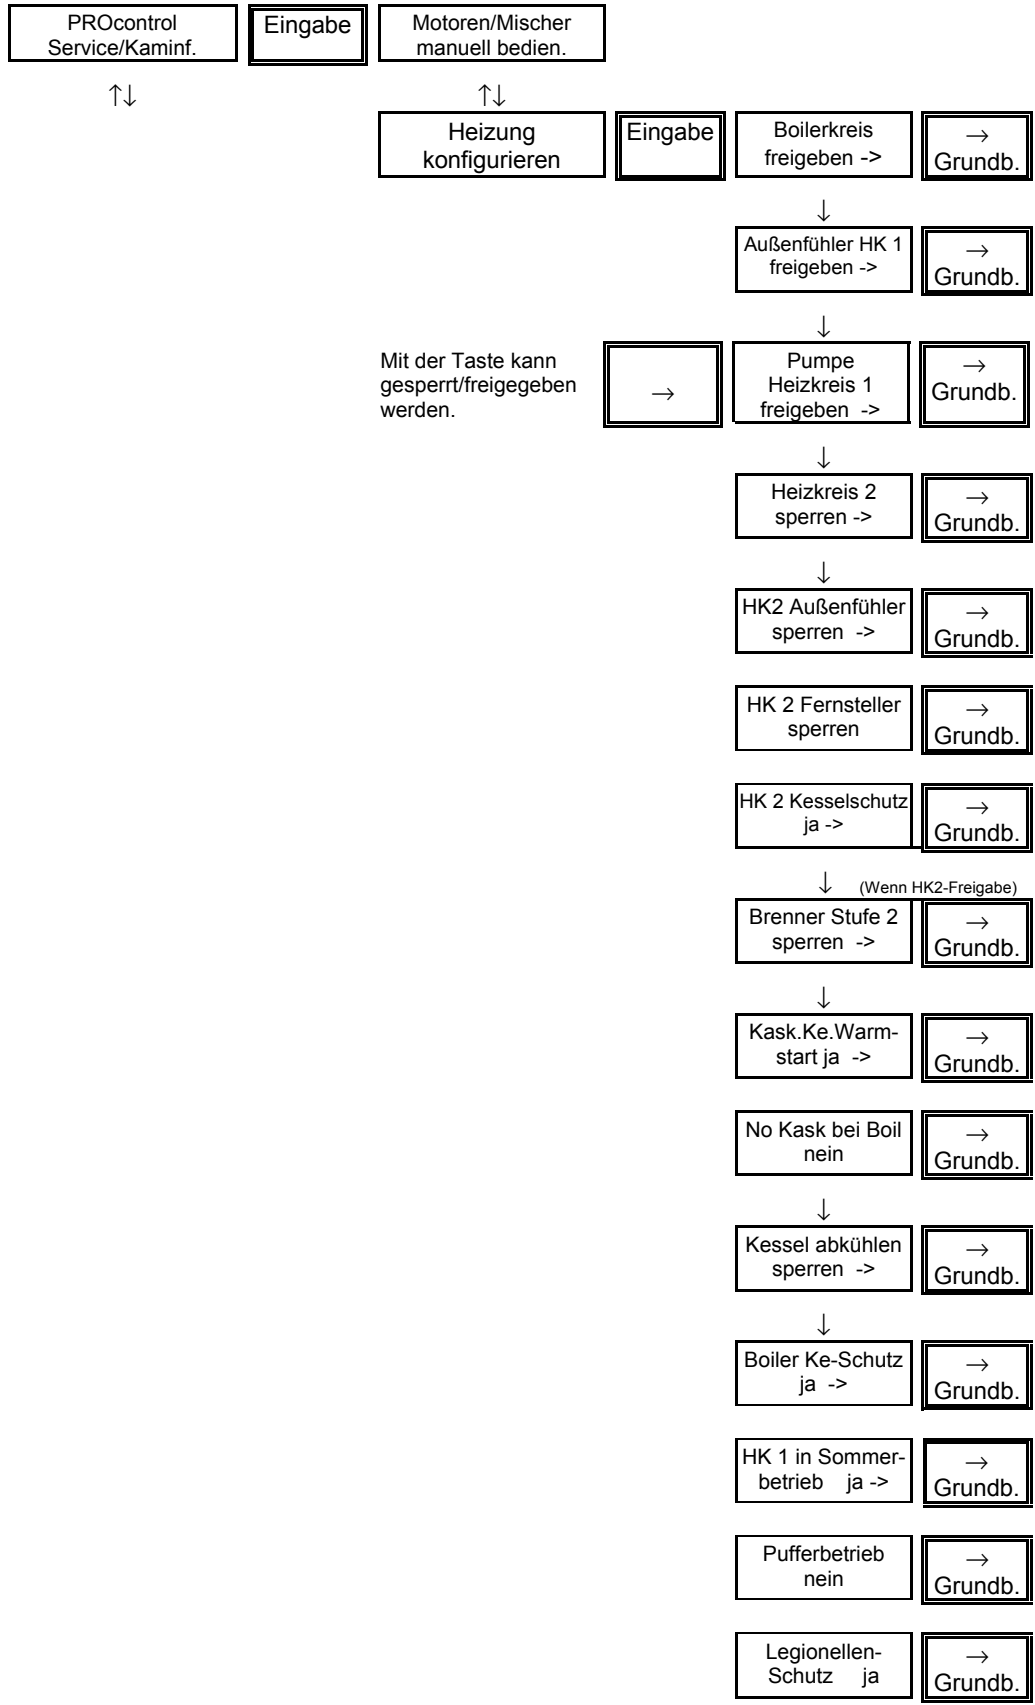 PROcontrol
Service/Kaminf.
Eingabe
Motoren/Mischer
manuell bedien.
↑↓
↑↓
Heizung
konfigurieren
Eingabe
Boilerkreis
freigeben ->
→
Grundb.
↓
Außenfühler HK 1
freigeben ->
→
Grundb.
↓
Mit der Taste kann
gesperrt/freigegeben
werden.
→
Pumpe
Heizkreis 1
freigeben ->
→
Grundb.
↓
Heizkreis 2
sperren ->
→
Grundb.
↓
HK2 Außenfühler
sperren ->
→
Grundb.
HK 2 Fernsteller
sperren
→
Grundb.
HK 2 Kesselschutz
ja ->
→
Grundb.
↓ (Wenn HK2-Freigabe)
Brenner Stufe 2
sperren ->
→
Grundb.
↓
Kask.Ke.Warm-
start ja ->
→
Grundb.
No Kask bei Boil
nein
→
Grundb.
↓
Kessel abkühlen
sperren ->
→
Grundb.
↓
Boiler Ke-Schutz
ja ->
→
Grundb.
HK 1 in Sommer-
betrieb ja ->
→
Grundb.
Pufferbetrieb
nein
→
Grundb.
Legionellen-
Schutz ja
→
Grundb.